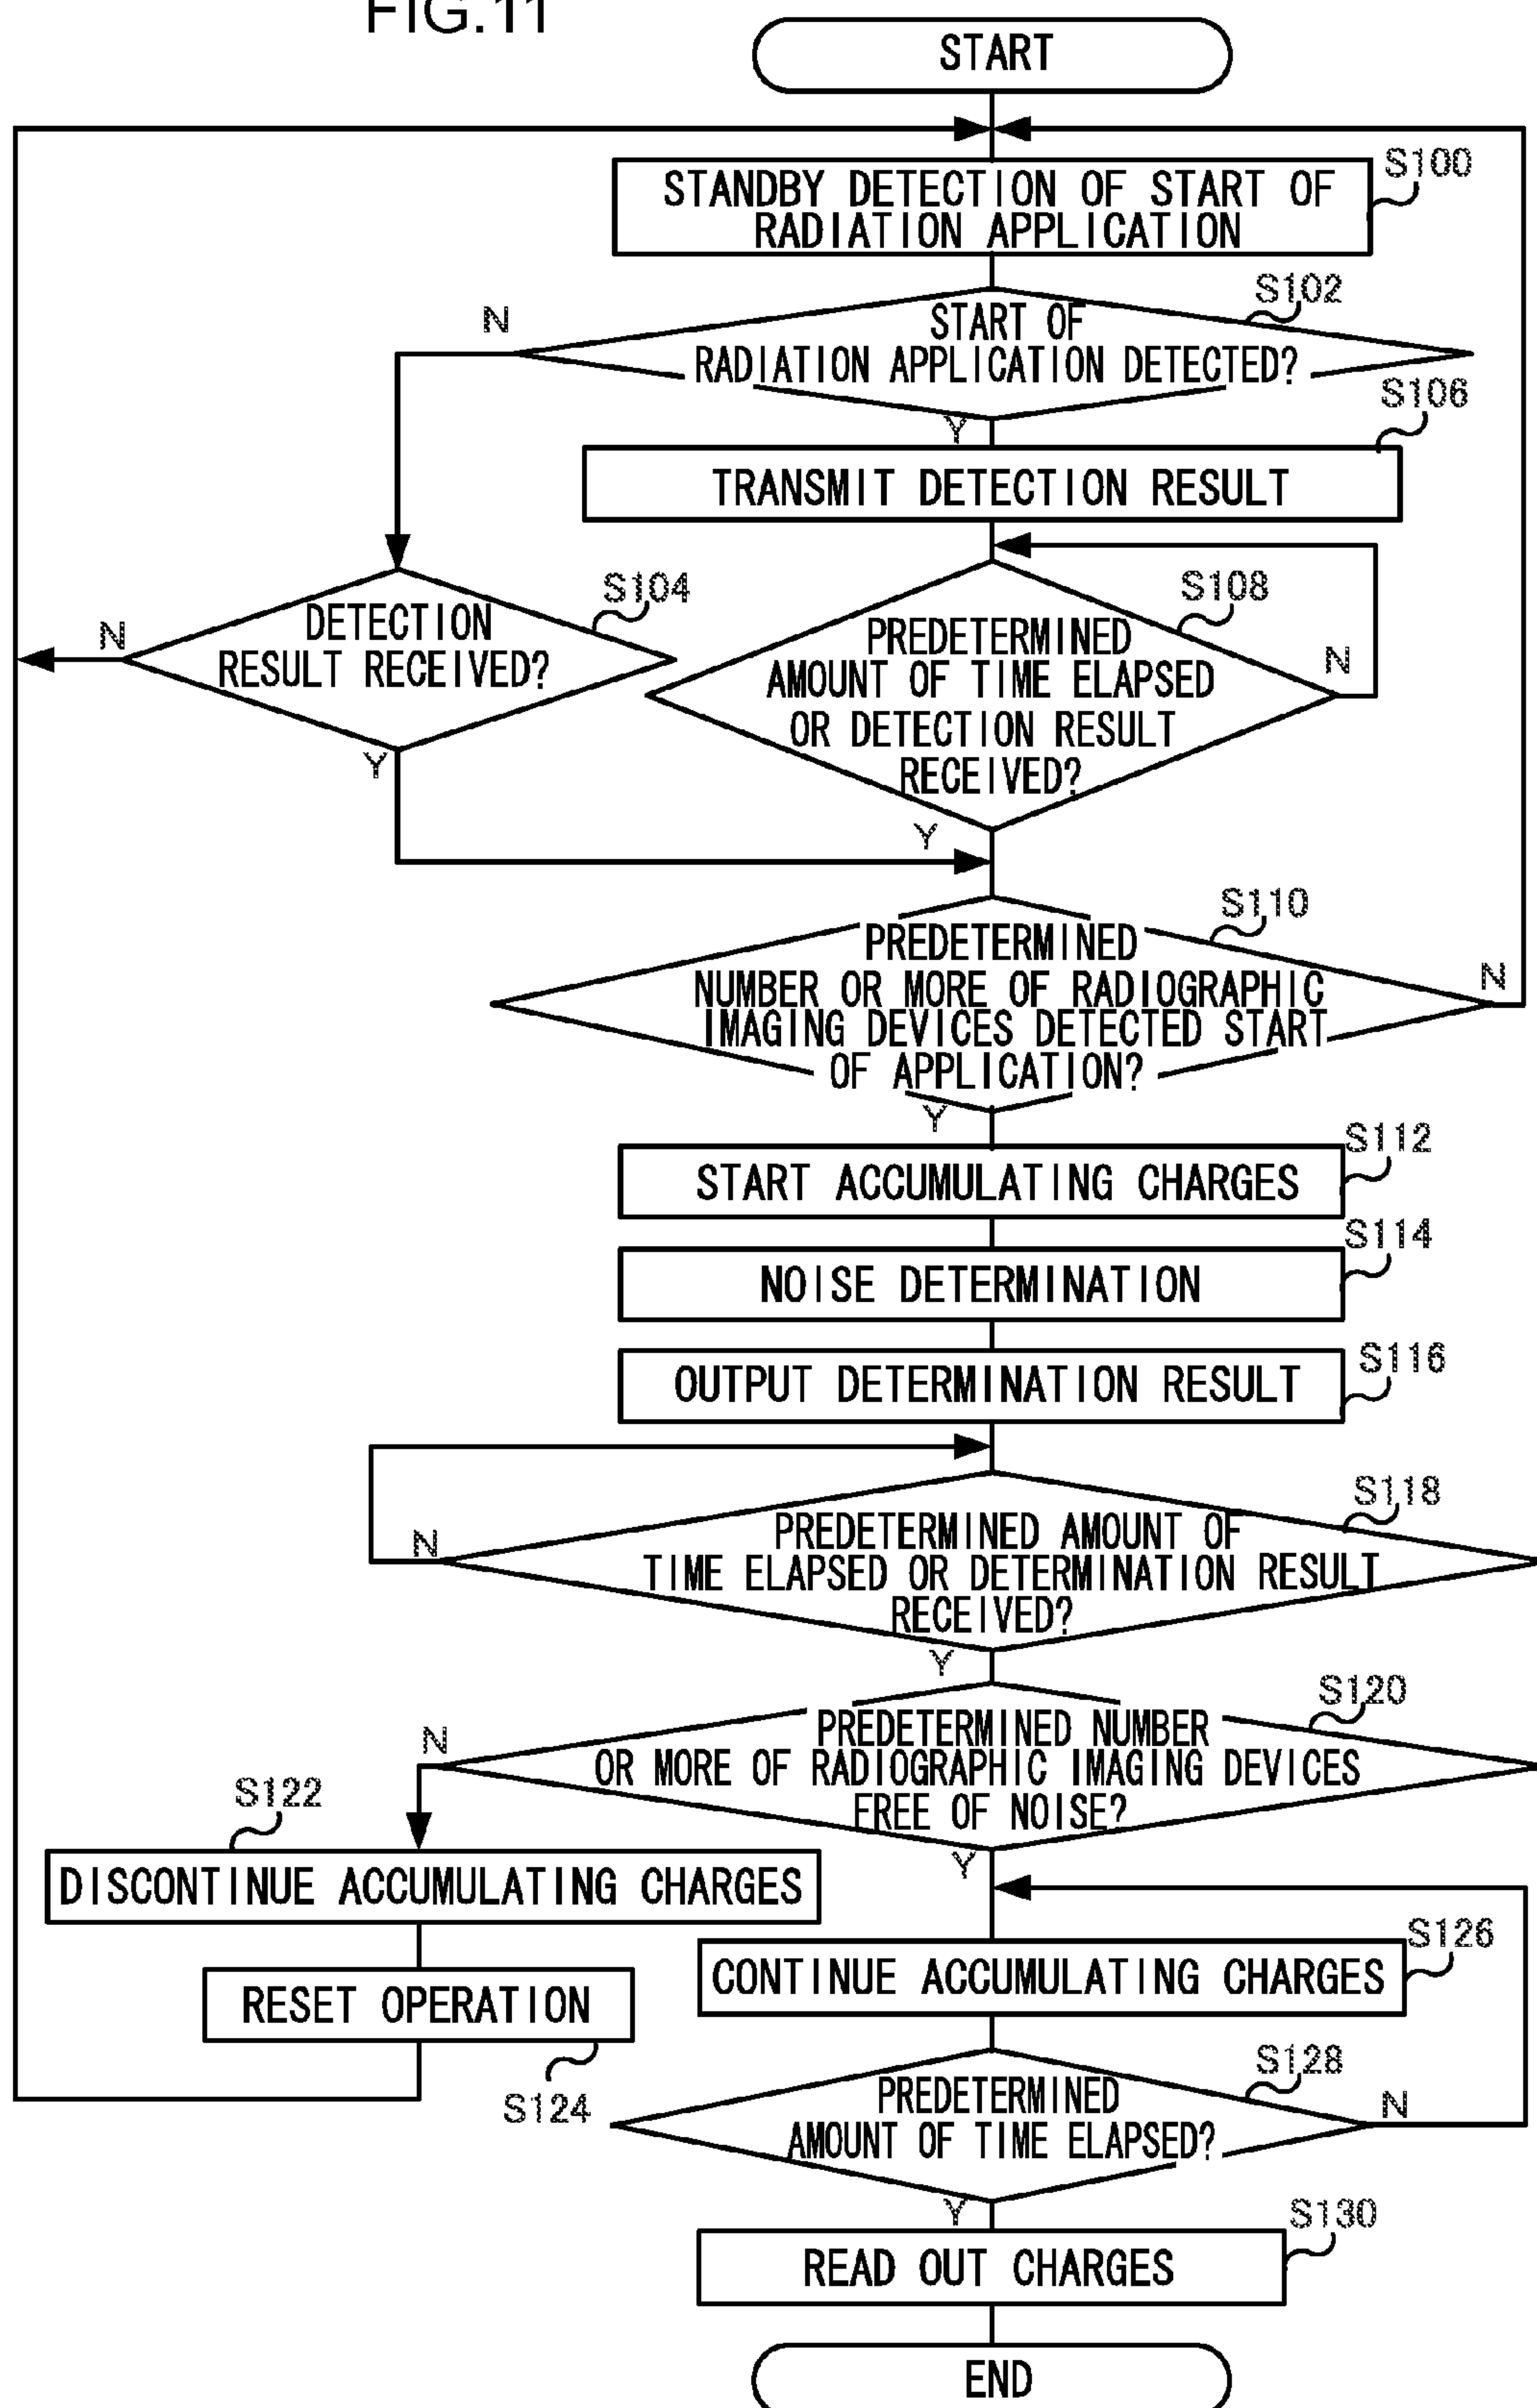 FIG.11
START
STANDBY DETECTION OF START OF
RADIATION APPLICATION
S100
START OF
RADIATION APPLICATION DETECTED?
S102
N
Y
TRANSMIT DETECTION RESULT
S106
DETECTION
RESULT RECEIVED?
S104
N
Y
PREDETERMINED
AMOUNT OF TIME ELAPSED
OR DETECTION RESULT
RECEIVED?
S108
N
Y
PREDETERMINED
NUMBER OR MORE OF RADIOGRAPHIC
IMAGING DEVICES DETECTED START
OF APPLICATION?
S110
N
Y
START ACCUMULATING CHARGES
S112
NOISE DETERMINATION
S114
OUTPUT DETERMINATION RESULT
S116
PREDETERMINED AMOUNT OF
TIME ELAPSED OR DETERMINATION RESULT
RECEIVED?
S118
N
Y
PREDETERMINED NUMBER
OR MORE OF RADIOGRAPHIC IMAGING DEVICES
FREE OF NOISE?
S120
N
Y
S122
DISCONTINUE ACCUMULATING CHARGES
RESET OPERATION
S124
CONTINUE ACCUMULATING CHARGES
S126
PREDETERMINED
AMOUNT OF TIME ELAPSED?
S128
N
Y
READ OUT CHARGES
S130
END